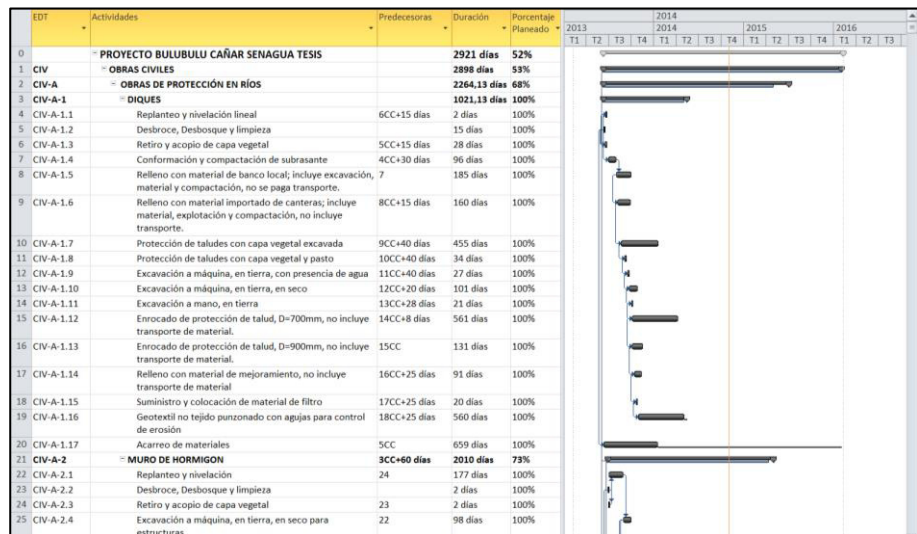 EDT Actividades Predecesoras Duración Porcentaje Planeado
2014
2013 2014 2015 2016
T1 T2 T3 T4 T1 T2 T3 T4 T1 T2 T3 T4 T1 T2 T3
0 PROYECTO BULUBULU CAÑAR SENAGUA TESIS 2921 días 52%
1 CIV OBRAS CIVILES 2898 días 53%
2 CIV-A OBRAS DE PROTECCIÓN EN RÍOS 2264,13 días 68%
3 CIV-A-1 DIQUES 1021,13 días 100%
4 CIV-A-1.1 Replanteo y nivelación lineal 6CC+15 días 2 días 100%
5 CIV-A-1.2 Desbroce, Desbosque y limpieza 15 días 100%
6 CIV-A-1.3 Retiro y acopio de capa vegetal 5CC+15 días 28 días 100%
7 CIV-A-1.4 Conformación y compactación de subrasante 4CC+30 días 96 días 100%
8 CIV-A-1.5 Relleno con material de banco local; incluye excavación, 7 185 días 100%
material y compactación, no se paga transporte.
9 CIV-A-1.6 Relleno con material importado de canteras; incluye 8CC+15 días 160 días 100%
material, explotación y compactación, no incluye
transporte.
10 CIV-A-1.7 Protección de taludes con capa vegetal excavada 9CC+40 días 455 días 100%
11 CIV-A-1.8 Protección de taludes con capa vegetal y pasto 10CC+40 días 34 días 100%
12 CIV-A-1.9 Excavación a máquina, en tierra, con presencia de agua 11CC+40 días 27 días 100%
13 CIV-A-1.10 Excavación a máquina, en tierra, en seco 12CC+20 días 101 días 100%
14 CIV-A-1.11 Excavación a mano, en tierra 13CC+28 días 21 días 100%
15 CIV-A-1.12 Enrocado de protección de talud, D=700mm, no incluye 14CC+8 días 561 días 100%
transporte de material.
16 CIV-A-1.13 Enrocado de protección de talud, D=900mm, no incluye 15CC 131 días 100%
transporte de material.
17 CIV-A-1.14 Relleno con material de mejoramiento, no incluye 16CC+25 días 91 días 100%
transporte de material
18 CIV-A-1.15 Suministro y colocación de material de filtro 17CC+25 días 20 días 100%
19 CIV-A-1.16 Geotextil no tejido punzonado con agujas para control 18CC+25 días 560 días 100%
de erosión
20 CIV-A-1.17 Acarreo de materiales 5CC 659 días 100%
21 CIV-A-2 MURO DE HORMIGON 3CC+60 días 2010 días 73%
22 CIV-A-2.1 Replanteo y nivelación 24 177 días 100%
23 CIV-A-2.2 Desbroce, Desbosque y limpieza 2 días 100%
24 CIV-A-2.3 Retiro y acopio de capa vegetal 23 2 días 100%
25 CIV-A-2.4 Excavación a máquina, en tierra, en seco para 22 98 días 100%
estructuras